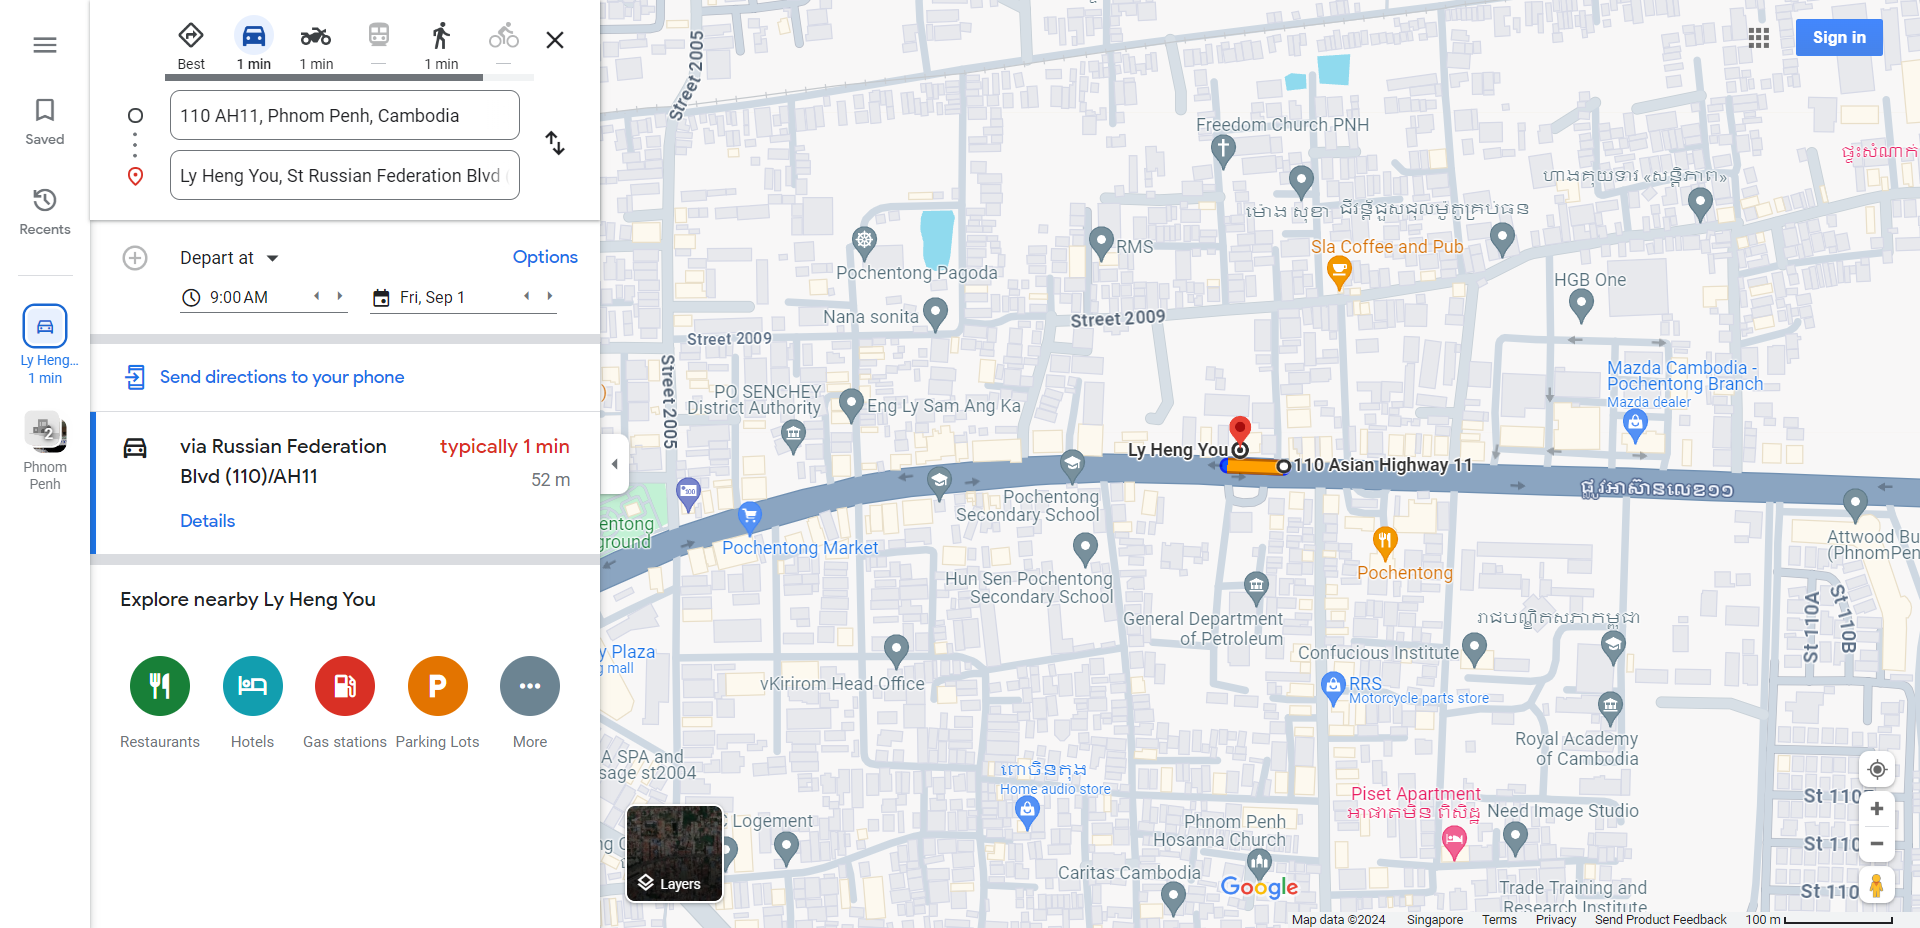 Best
1 min
1 min
1 min
Saved
Recents
Ly Heng...
1 min
2
Phnom
Penh
110 AH11, Phnom Penh, Cambodia
Ly Heng You, St Russian Federation Blvd
Depart at
Options
9:00 AM
Fri, Sep 1
Send directions to your phone
via Russian Federation
Blvd (110)/AH11
typically 1 min
52 m
Details
Explore nearby Ly Heng You
Restaurants
Hotels
Gas stations
P
Parking Lots
More
Sign in
Street 2005
Freedom Church PNH
ផ្ទះសំណាក់
ហាងគុយទាវ «សន្តិភាព»
ម៉ោង សុខា
ជីវន្ត័ជួសជុលម៉ូតូគ្រប់ធន
RMS
Sla Coffee and Pub
Pochentong Pagoda
HGB One
Nana sonita
Street 2009
Street 2009
Street 2005
Mazda Cambodia -
Pochentong Branch
Mazda dealer
PO SENCHEY
District Authority
Eng Ly Sam Ang Ka
Ly Heng You
110 Asian Highway 11
ផ្លូវអាស៊ានលេខ១១
Pochentong
Secondary School
entong
ground
Pochentong Market
Attwood Bu
(PhnomPen
Hun Sen Pochentong
Secondary School
Pochentong
General Department
of Petroleum
រាជបណ្ឌិតសភាកម្ពុជា
St 110A
St 110B
y Plaza
g mall
Confucious Institute
vKirirom Head Office
RRS
Motorcycle parts store
Royal Academy
of Cambodia
A SPA and
sage st2004
ពោចិនតុង
Home audio store
Piset Apartment
អាផាតមិន ពិសិដ្ឋ
Need Image Studio
St 110
C Logement
Phnom Penh
Hosanna Church
St 110
Caritas Cambodia
Layers
Google
Trade Training and
Research Institute
St 110
Map data ©2024
Singapore
Terms
Privacy
Send Product Feedback
100 m